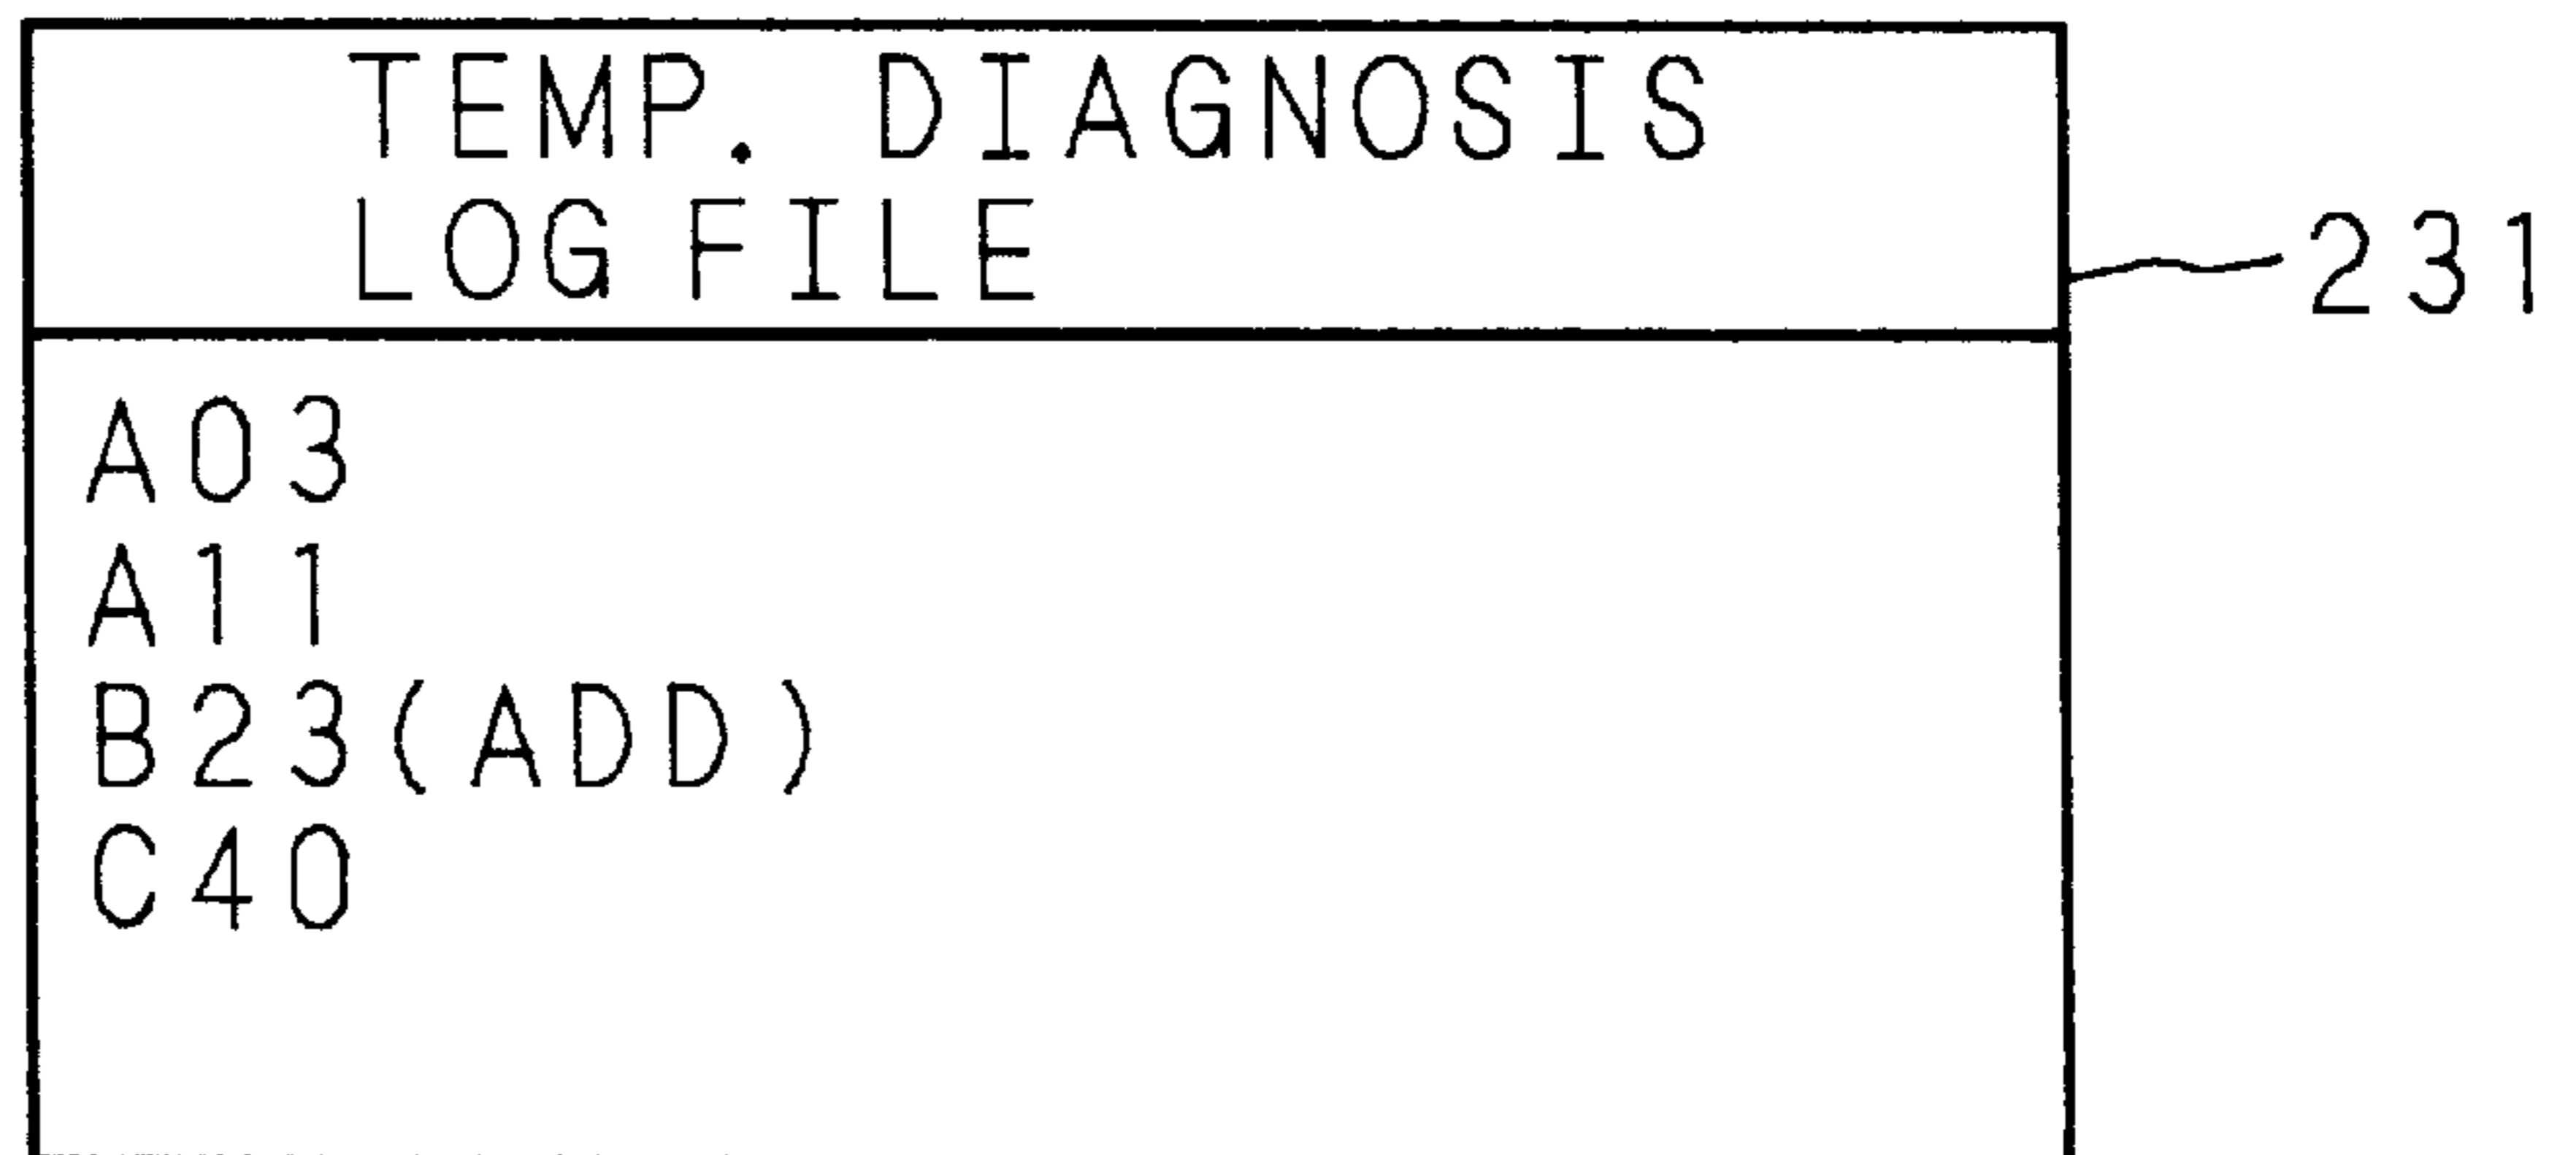 TEMP. DIAGNOSIS
LOG FILE
231
A03
A11
B23(ADD)
C40